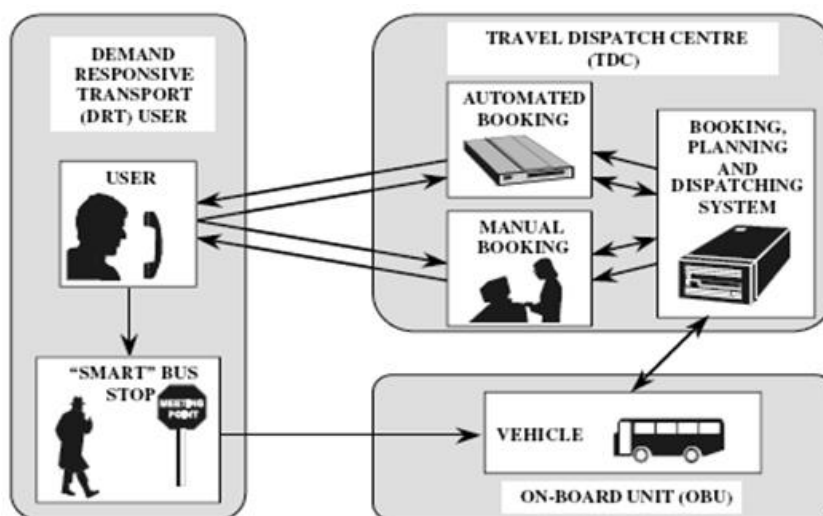 DEMAND
RESPONSIVE
TRANSPORT
(DRT) USER
USER
"SMART" BUS
STOP
MEETING
POINT
TRAVEL DISPATCH CENTRE
(TDC)
AUTOMATED
BOOKING
MANUAL
BOOKING
BOOKING,
PLANNING
AND
DISPATCHING
SYSTEM
VEHICLE
ON-BOARD UNIT (OBU)